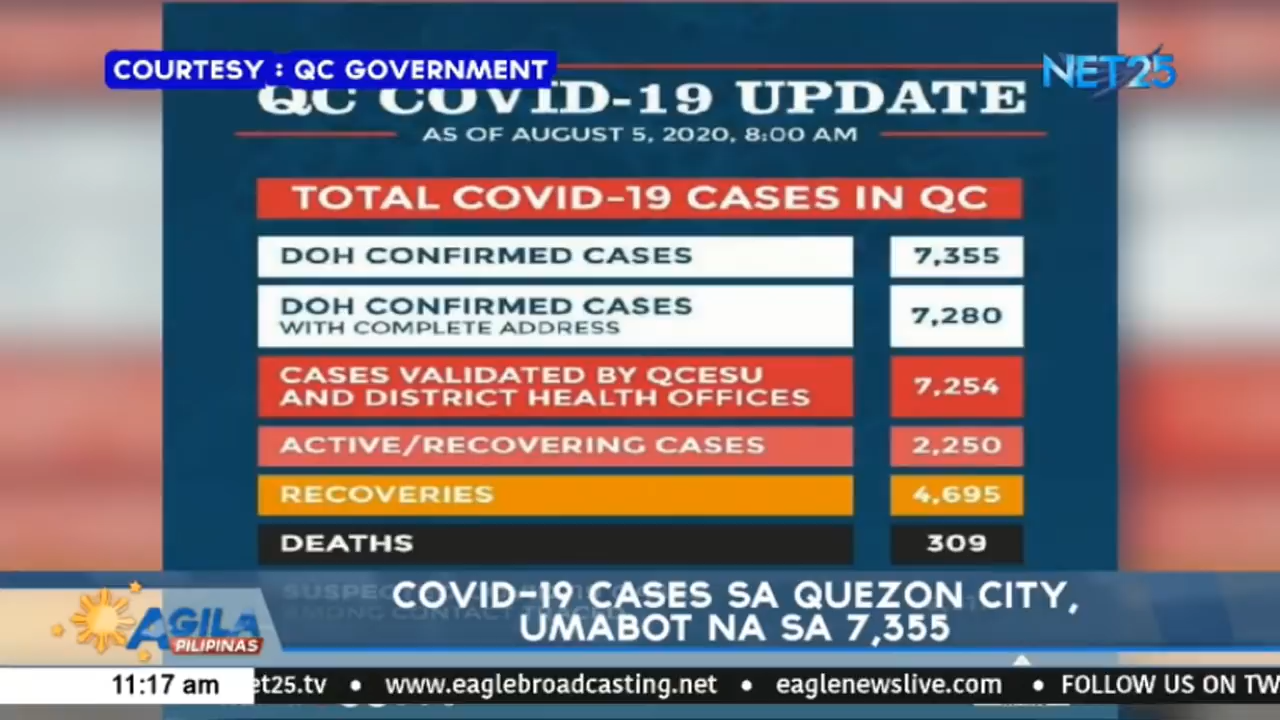 COURTESY : QC GOVERNMENT
NET25
QC COVID-19 UPDATE
AS OF AUGUST 5, 2020, 8:00 AM
TOTAL COVID-19 CASES IN QC
DOH CONFIRMED CASES 7,355
DOH CONFIRMED CASES
WITH COMPLETE ADDRESS 7,280
CASES VALIDATED BY QCESU
AND DISTRICT HEALTH OFFICES 7,254
ACTIVE/RECOVERING CASES 2,250
RECOVERIES 4,695
DEATHS 309
COVID-19 CASES SA QUEZON CITY,
UMABOT NA SA 7,355
AGILA
PILIPINAS
11:17 am et25.tv • www.eaglebroadcasting.net • eaglenewslive.com • FOLLOW US ON TW